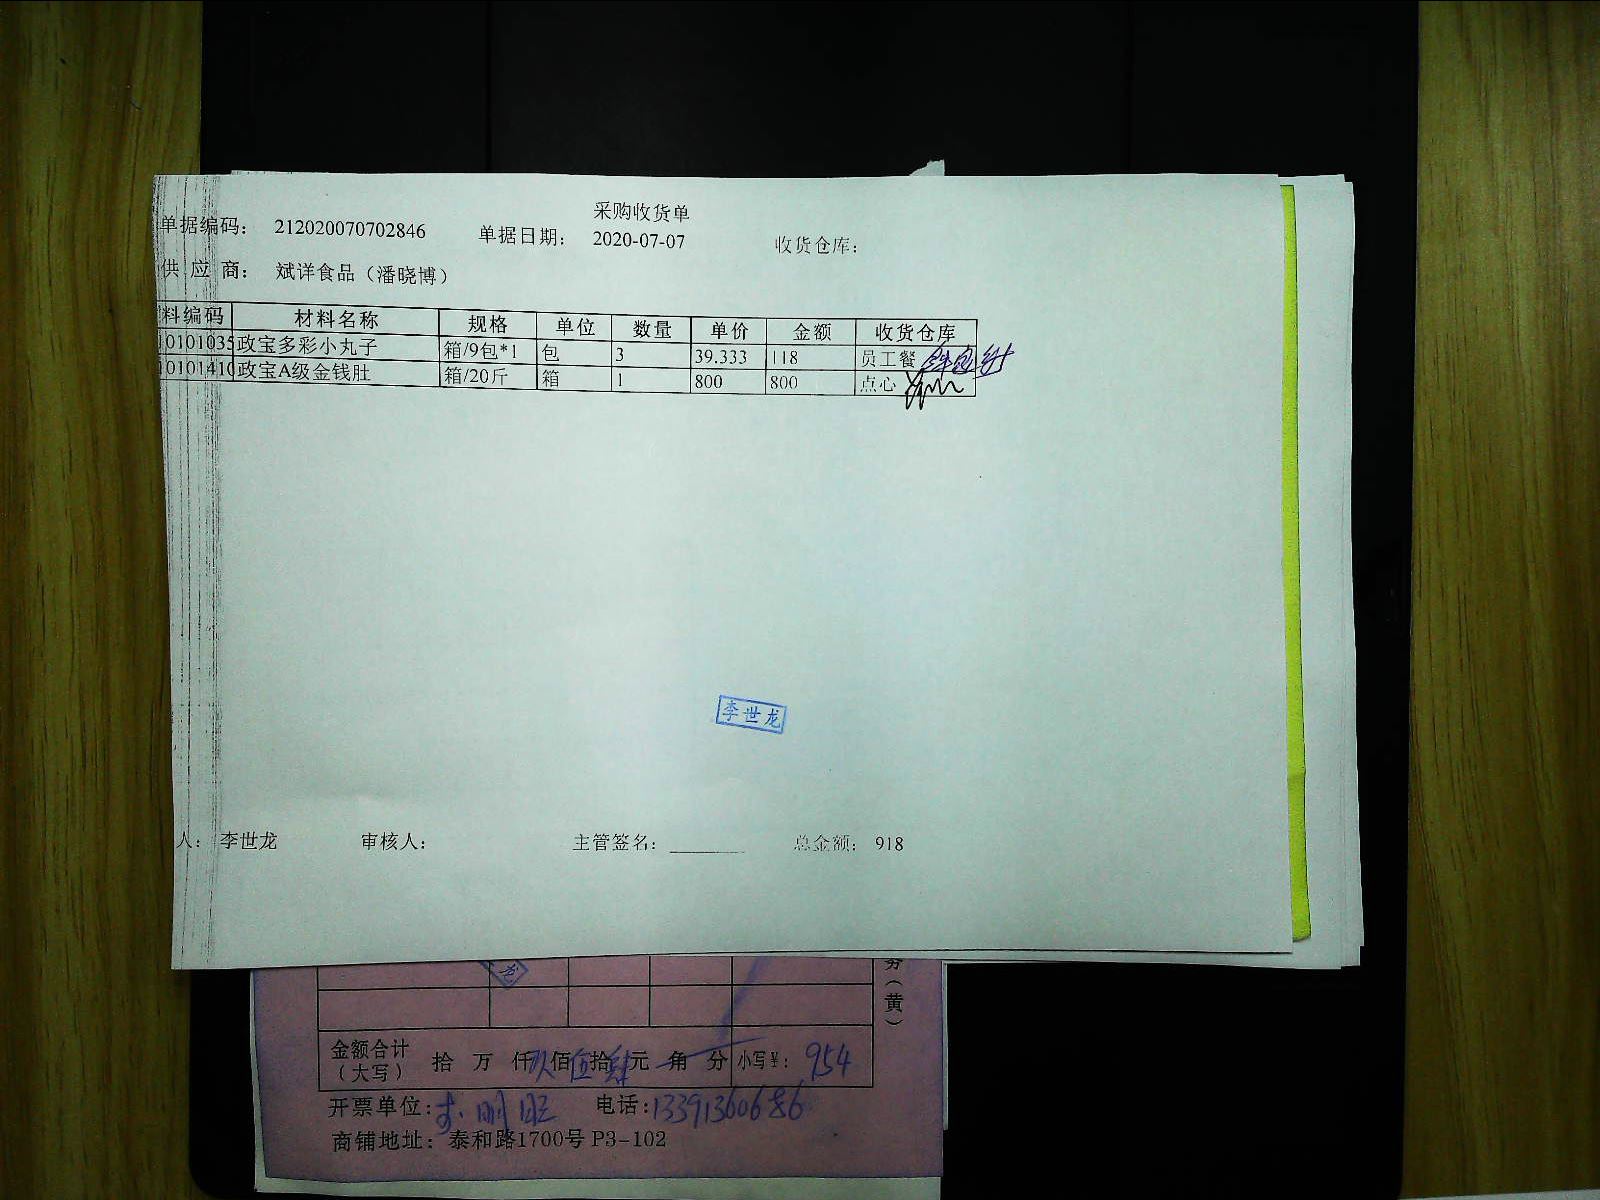 采购收货单
单据编码： 212020070702846 单据日期： 2020-07-07 收货仓库：
供应商： 斌详食品（潘晓博）
料编码 材料名称 规格 单位 数量 单价 金额 收货仓库
10101035 政宝多彩小丸子 箱/9包*1 包 3 39.333 118 员工餐
10101410 政宝A级金钱肚 箱/20斤 箱 1 800 800 点心
李世龙
人： 李世龙 审核人： 主管签名： 总金额： 918
（黄）
金额合计（大写） 拾 万 仟 玖 佰 伍 拾 肆 元 角 分 小写¥： 954
开票单位： 电话：13391360686
商铺地址：泰和路1700号P3-102